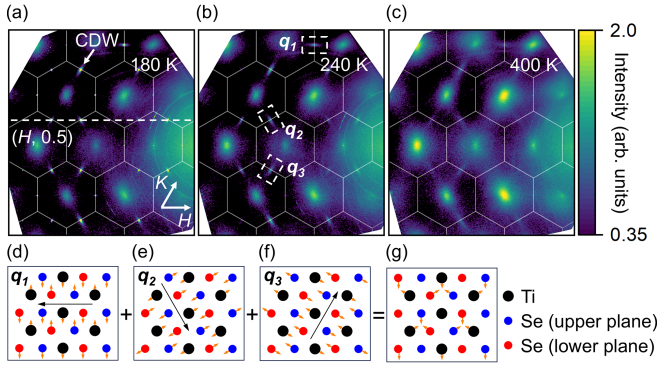 (a) (b) (c)
CDW q1 2.0
180 K 240 K 400 K
(H, 0.5) q2
q3
K
H
Intensity (arb. units)
0.35
(d) (e) (f) (g)
q1 q2 q3
+ + =
Ti
Se (upper plane)
Se (lower plane)